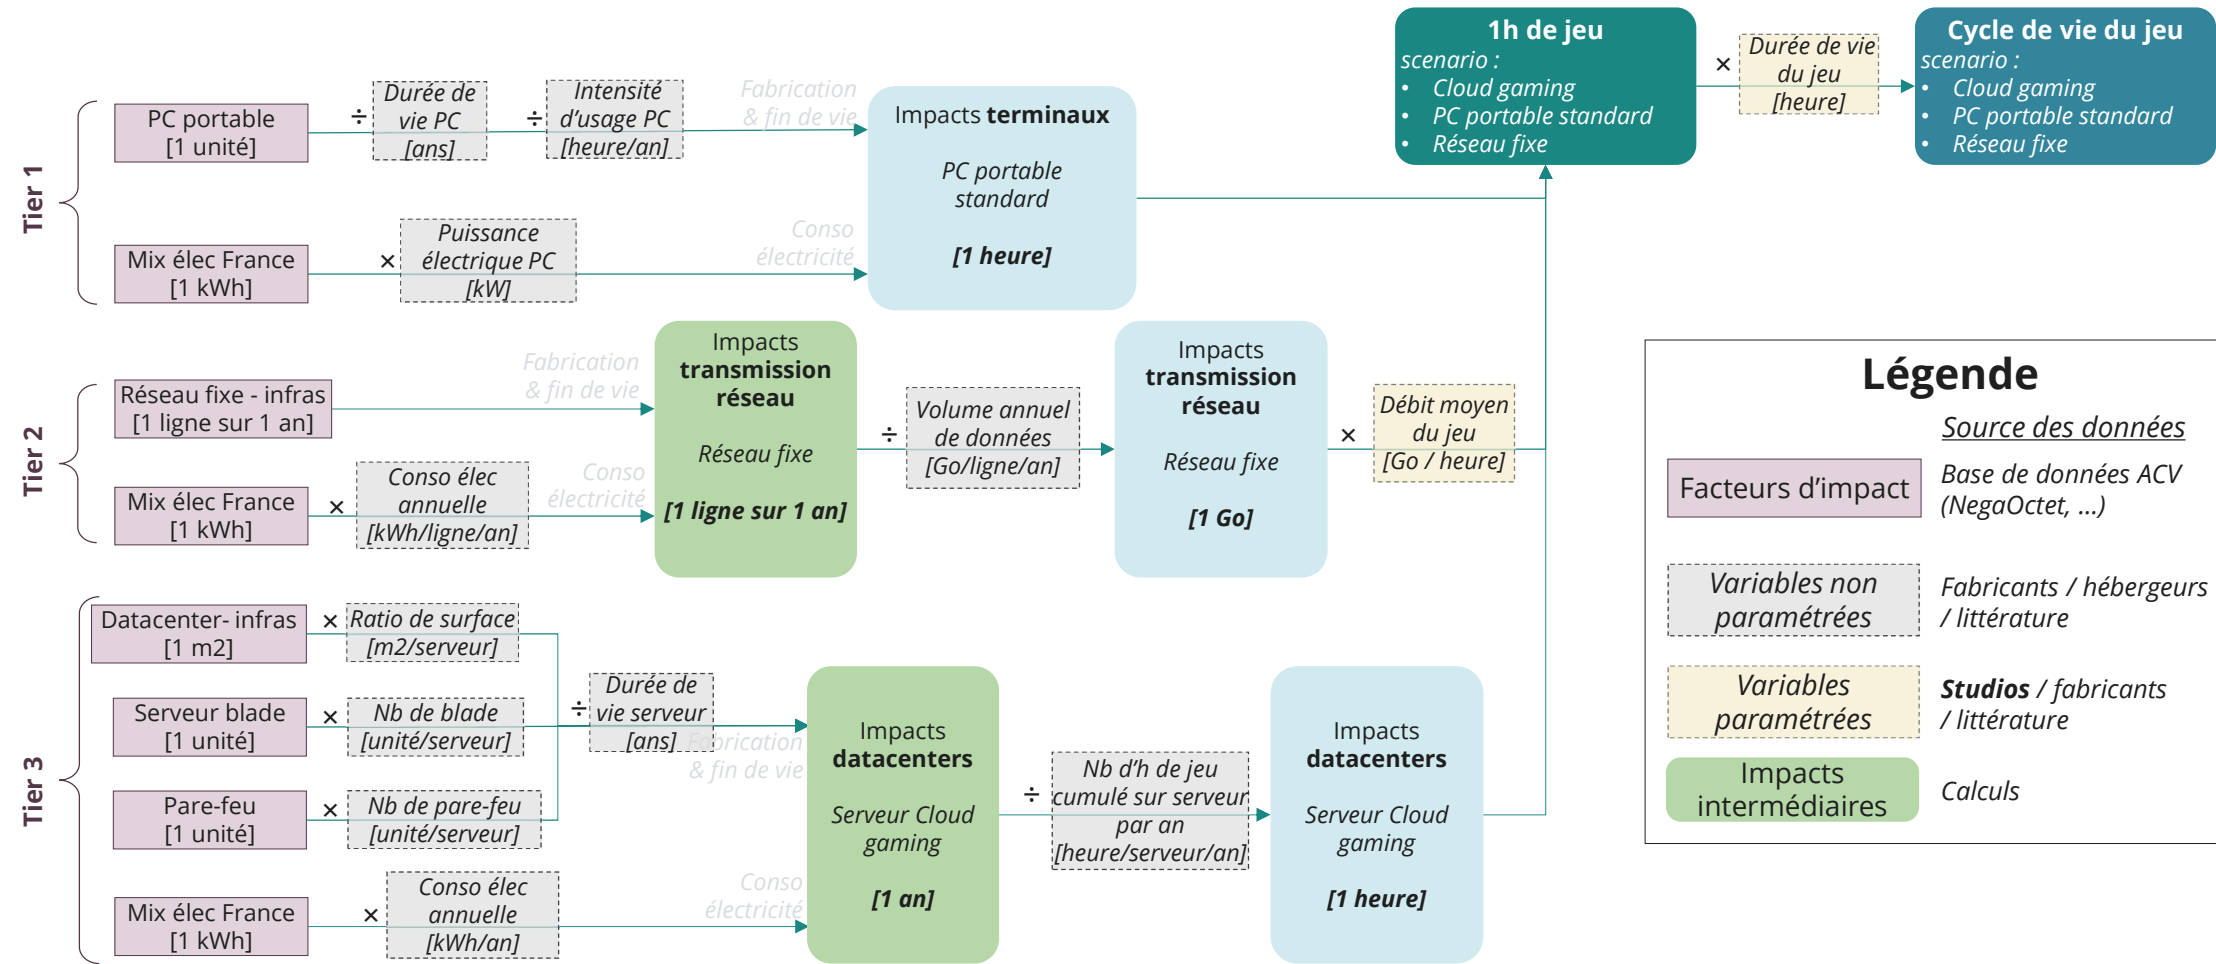 1h de jeu
scenario :
• Cloud gaming
• PC portable standard
• Réseau fixe
×
Durée de vie
du jeu
[heure]
Cycle de vie du jeu
scenario :
• Cloud gaming
• PC portable standard
• Réseau fixe
Tier 1
PC portable
[1 unité]
÷
Durée de
vie PC
[ans]
÷
Intensité
d'usage PC
[heure/an]
Fabrication
& fin de vie
Mix élec France
[1 kWh]
×
Puissance
électrique PC
[kW]
Conso
électricité
Impacts terminaux
PC portable
standard
[1 heure]
Tier 2
Réseau fixe - infras
[1 ligne sur 1 an]
Fabrication
& fin de vie
Mix élec France
[1 kWh]
×
Conso élec
annuelle
[kWh/ligne/an]
Conso
électricité
Impacts
transmission
réseau
Réseau fixe
[1 ligne sur 1 an]
÷
Volume annuel
de données
[Go/ligne/an]
Impacts
transmission
réseau
Réseau fixe
[1 Go]
×
Débit moyen
du jeu
[Go / heure]
Tier 3
Datacenter- infras
[1 m2]
×
Ratio de surface
[m2/serveur]
Serveur blade
[1 unité]
×
Nb de blade
[unité/serveur]
Pare-feu
[1 unité]
×
Nb de pare-feu
[unité/serveur]
÷
Durée de
vie serveur
[ans]
Fabrication
& fin de vie
Mix élec France
[1 kWh]
×
Conso élec
annuelle
[kWh/an]
Conso
électricité
Impacts
datacenters
Serveur Cloud
gaming
[1 an]
÷
Nb d'h de jeu
cumulé sur serveur
par an
[heure/serveur/an]
Impacts
datacenters
Serveur Cloud
gaming
[1 heure]
Légende
Source des données
Facteurs d'impact
Base de données ACV
(NegaOctet, ...)
Variables non
paramétrées
Fabricants / hébergeurs
/ littérature
Variables
paramétrées
Studios / fabricants
/ littérature
Impacts
intermédiaires
Calculs